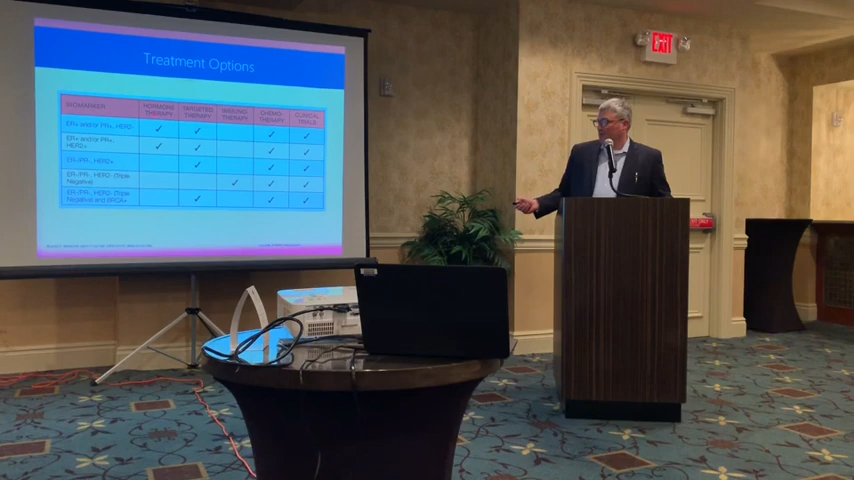 Treatment Options
BIOMARKER HORMONE THERAPY TARGETED THERAPY IMMUNO-THERAPY CHEMO-THERAPY CLINICAL TRIALS
ER+ and/or PR+, HER2- ✓ ✓ ✓ ✓
ER+ and/or PR+, HER2+ ✓ ✓ ✓ ✓
ER-/PR-, HER2+ ✓ ✓ ✓
ER-/PR-, HER2- (Triple Negative) ✓ ✓ ✓
ER-/PR-, HER2- (Triple Negative) and BRCA+ ✓ ✓ ✓
EXIT